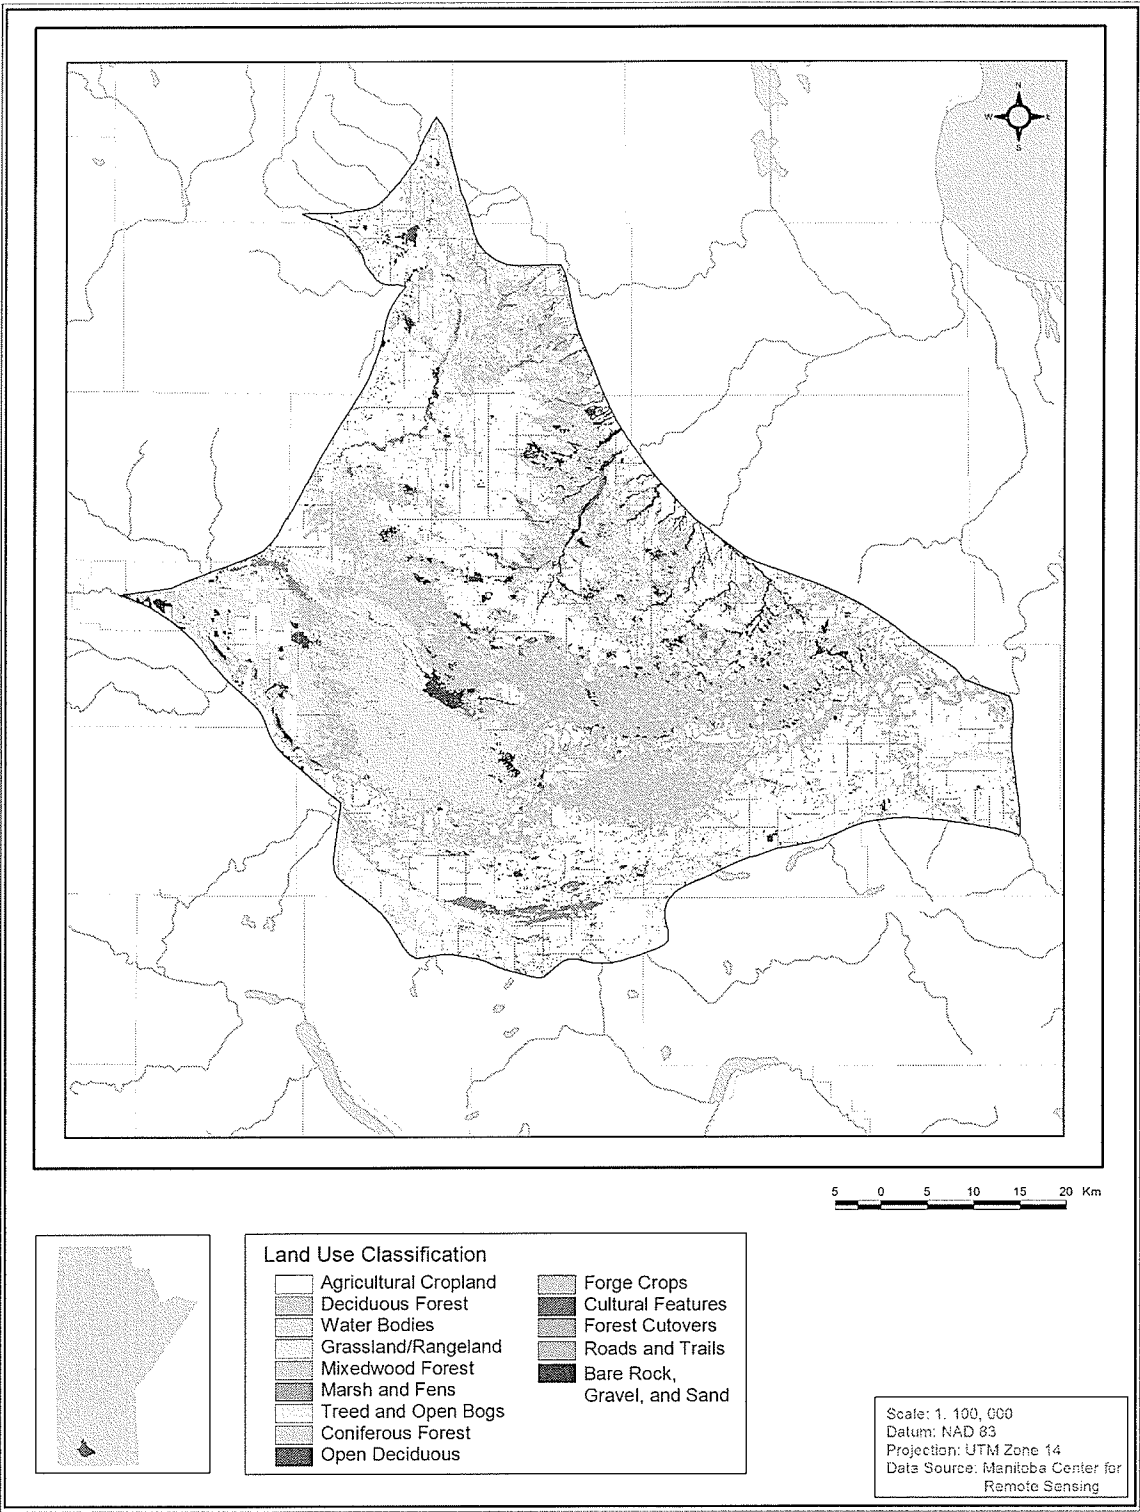 N
W E
S
5 0 5 10 15 20 Km
Land Use Classification
Agricultural Cropland
Deciduous Forest
Water Bodies
Grassland/Rangeland
Mixedwood Forest
Marsh and Fens
Treed and Open Bogs
Coniferous Forest
Open Deciduous
Forge Crops
Cultural Features
Forest Cutovers
Roads and Trails
Bare Rock,
Gravel, and Sand
Scale: 1. 100, 000
Datum: NAD 83
Projection: UTM Zone 14
Data Source: Manitoba Center for
Remote Sensing